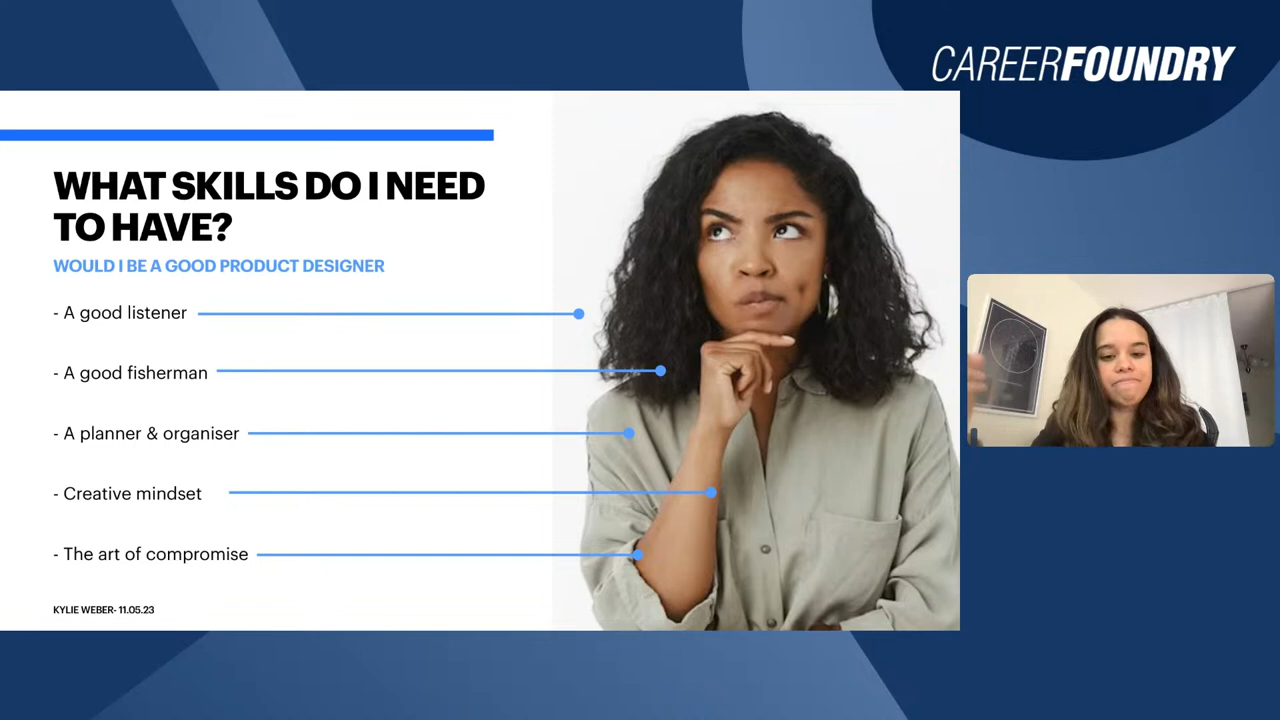 CAREERFOUNDRY
WHAT SKILLS DO I NEED
TO HAVE?
WOULD I BE A GOOD PRODUCT DESIGNER
- A good listener
- A good fisherman
- A planner & organiser
- Creative mindset
- The art of compromise
KYLIE WEBER- 11.05.23